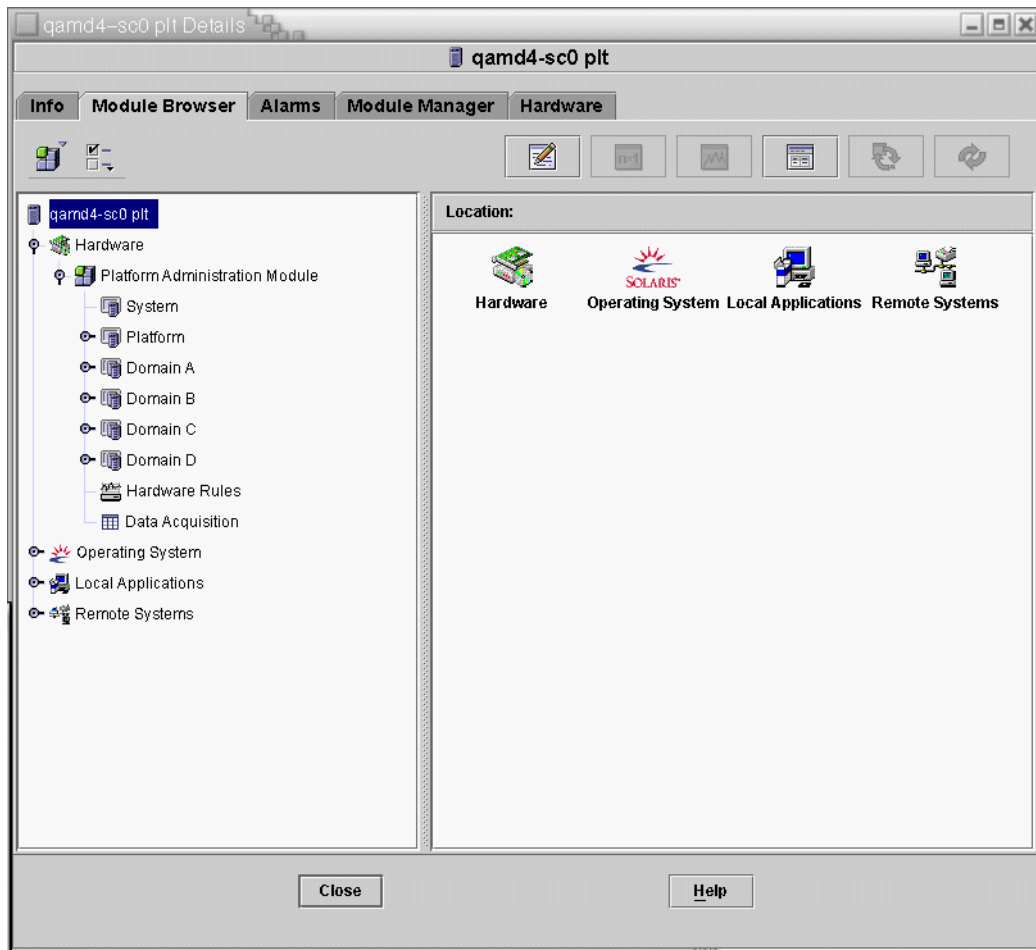 qamd4–sc0 plt Details
qamd4-sc0 plt
Info Module Browser Alarms Module Manager Hardware
n=1
qamd4-sc0 plt
Hardware
Platform Administration Module
System
Platform
Domain A
Domain B
Domain C
Domain D
Hardware Rules
Data Acquisition
Operating System
Local Applications
Remote Systems
Location:
SOLARIS
Hardware Operating System Local Applications Remote Systems
Close Help